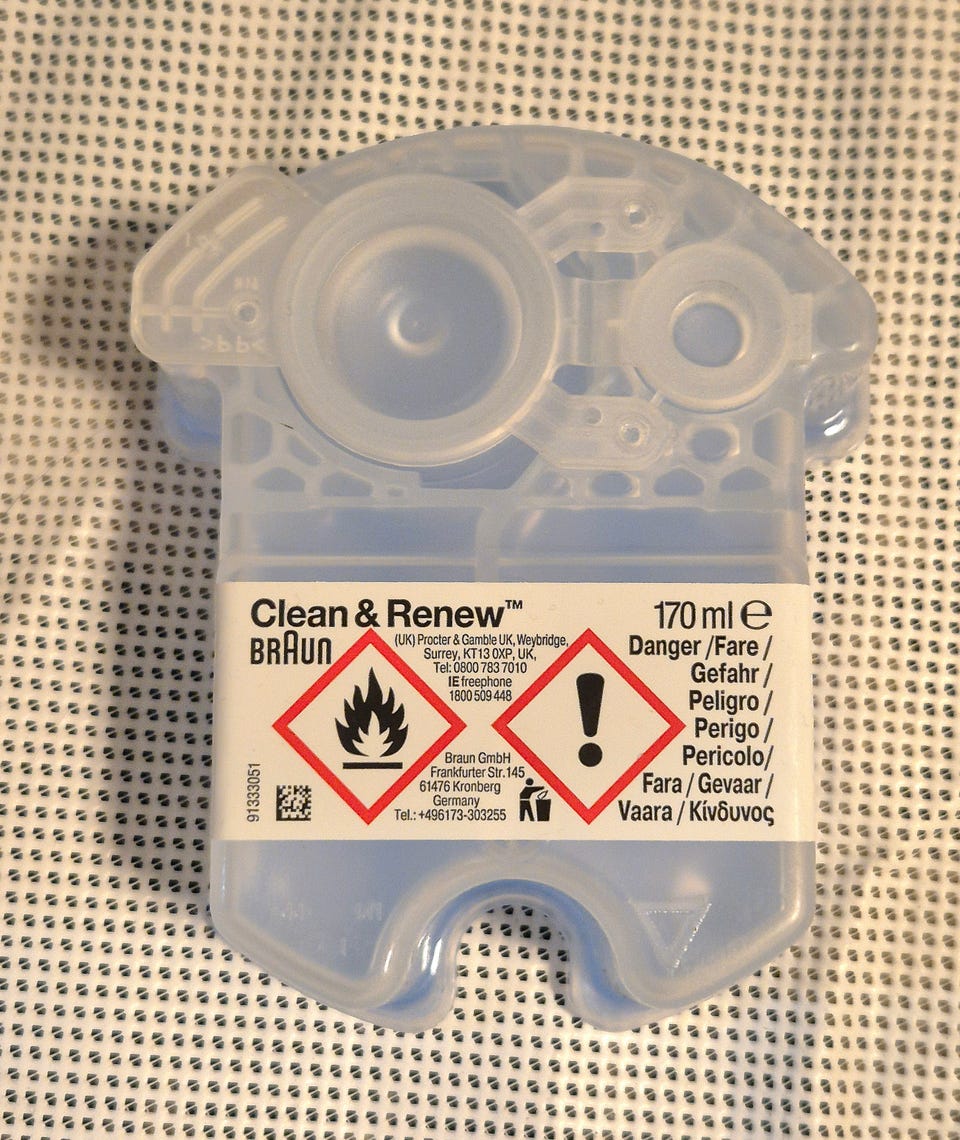 >PP<
Clean & Renew™
BRAUN
170 ml ℮
(UK) Procter & Gamble UK, Weybridge,
Surrey, KT13 0XP, UK,
Tel: 0800 783 7010
IE freephone
1800 509 448
Braun GmbH
Frankfurter Str. 145
61476 Kronberg
Germany
Tel.: +496173-303255
91333051
Danger /Fare /
Gefahr /
Peligro /
Perigo /
Pericolo/
Fara / Gevaar /
Vaara / Κίνδυνος